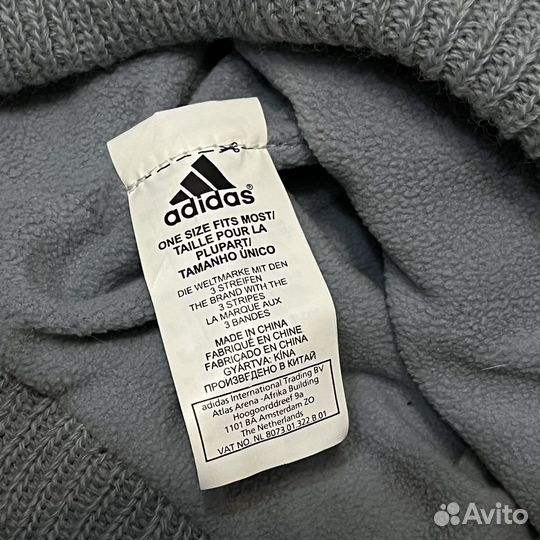 adidas®
ONE SIZE FITS MOST/
TAILLE POUR LA
PLUPART/
TAMANHO ÚNICO
DIE WELTMARKE MIT DEN
3 STREIFEN
THE BRAND WITH THE
3 STRIPES
LA MARQUE AUX
3 BANDES
MADE IN CHINA
FABRIQUÉ EN CHINE
FABRICADO EN CHINA
GYÁRTVA: KÍNA
ПРОИЗВЕДЕНО В КИТАЙ
adidas International Trading BV
Atlas Arena -Afrika Building
Hoogoorddreef 9a
1101 BA Amsterdam ZO
The Netherlands
VAT NO. NL 8073.01.322 B 01
Avito